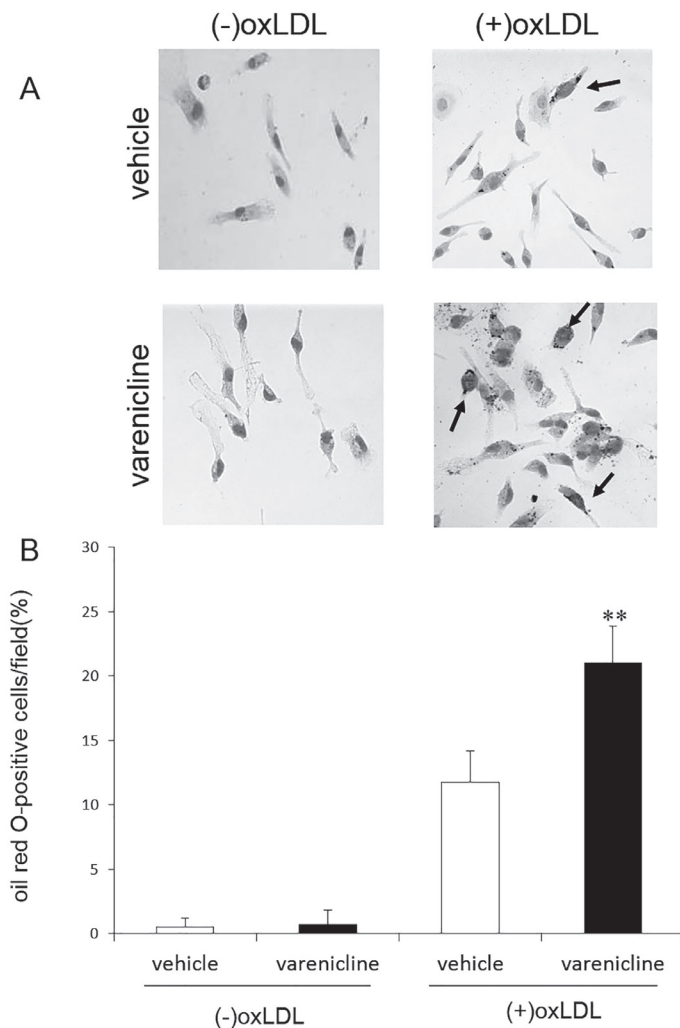 (-)oxLDL
(+)oxLDL
A
vehicle
varenicline
B
oil red O-positive cells/field(%)
30
25
20
15
10
5
0
**
vehicle
varenicline
vehicle
varenicline
(-)oxLDL
(+)oxLDL